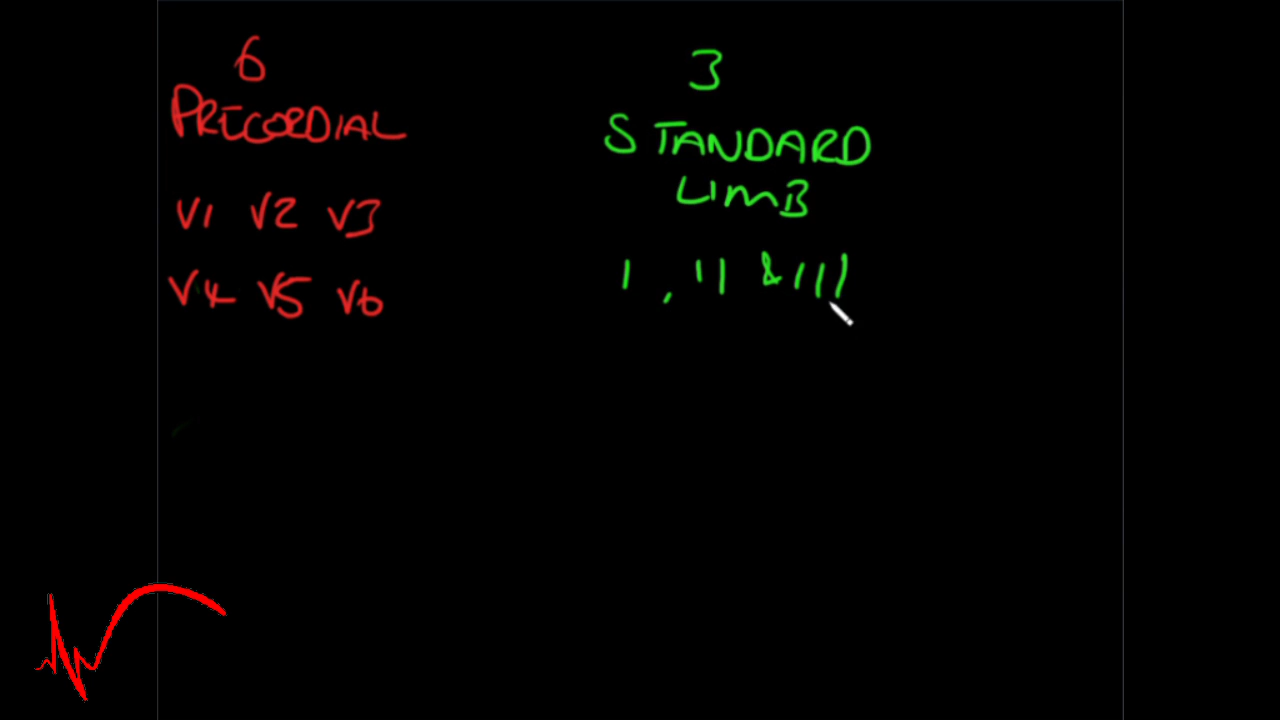 6
PRECORDIAL
V1 V2 V3
V4 V5 V6
3
STANDARD
LIMB
I, II & III